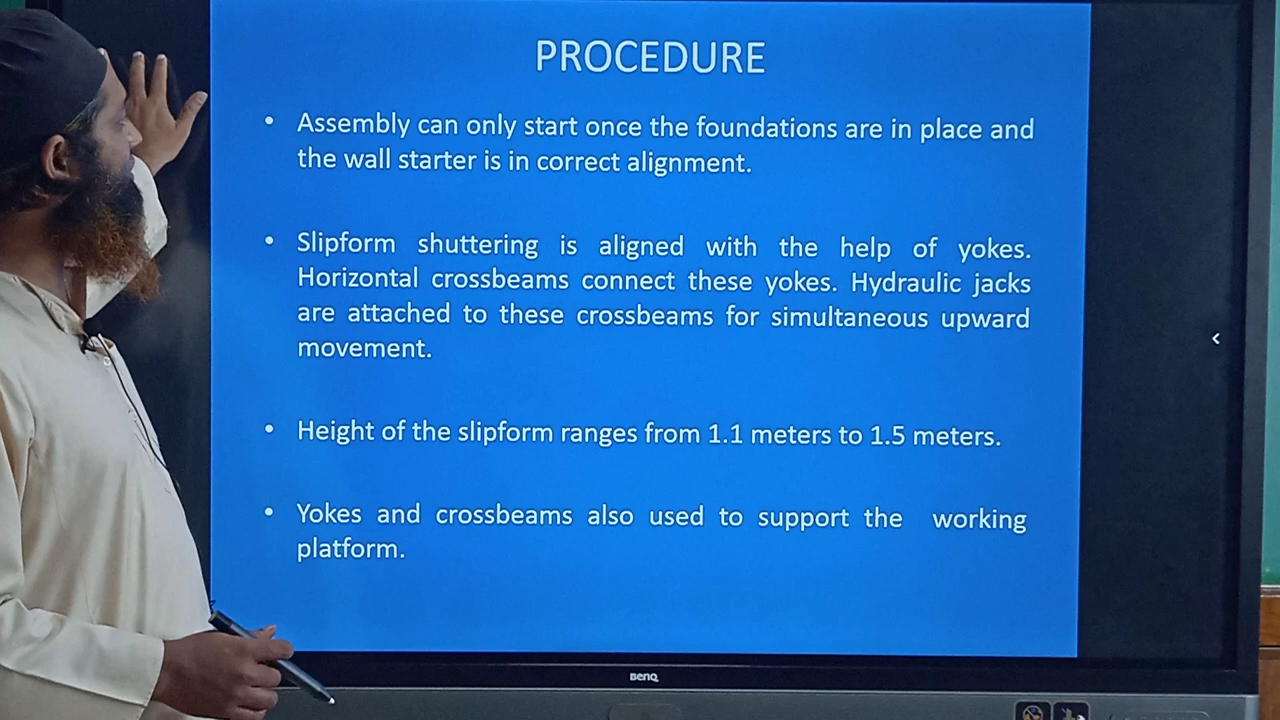 PROCEDURE
• Assembly can only start once the foundations are in place and
the wall starter is in correct alignment.
• Slipform shuttering is aligned with the help of yokes.
Horizontal crossbeams connect these yokes. Hydraulic jacks
are attached to these crossbeams for simultaneous upward
movement.
• Height of the slipform ranges from 1.1 meters to 1.5 meters.
• Yokes and crossbeams also used to support the working
platform.
BenQ